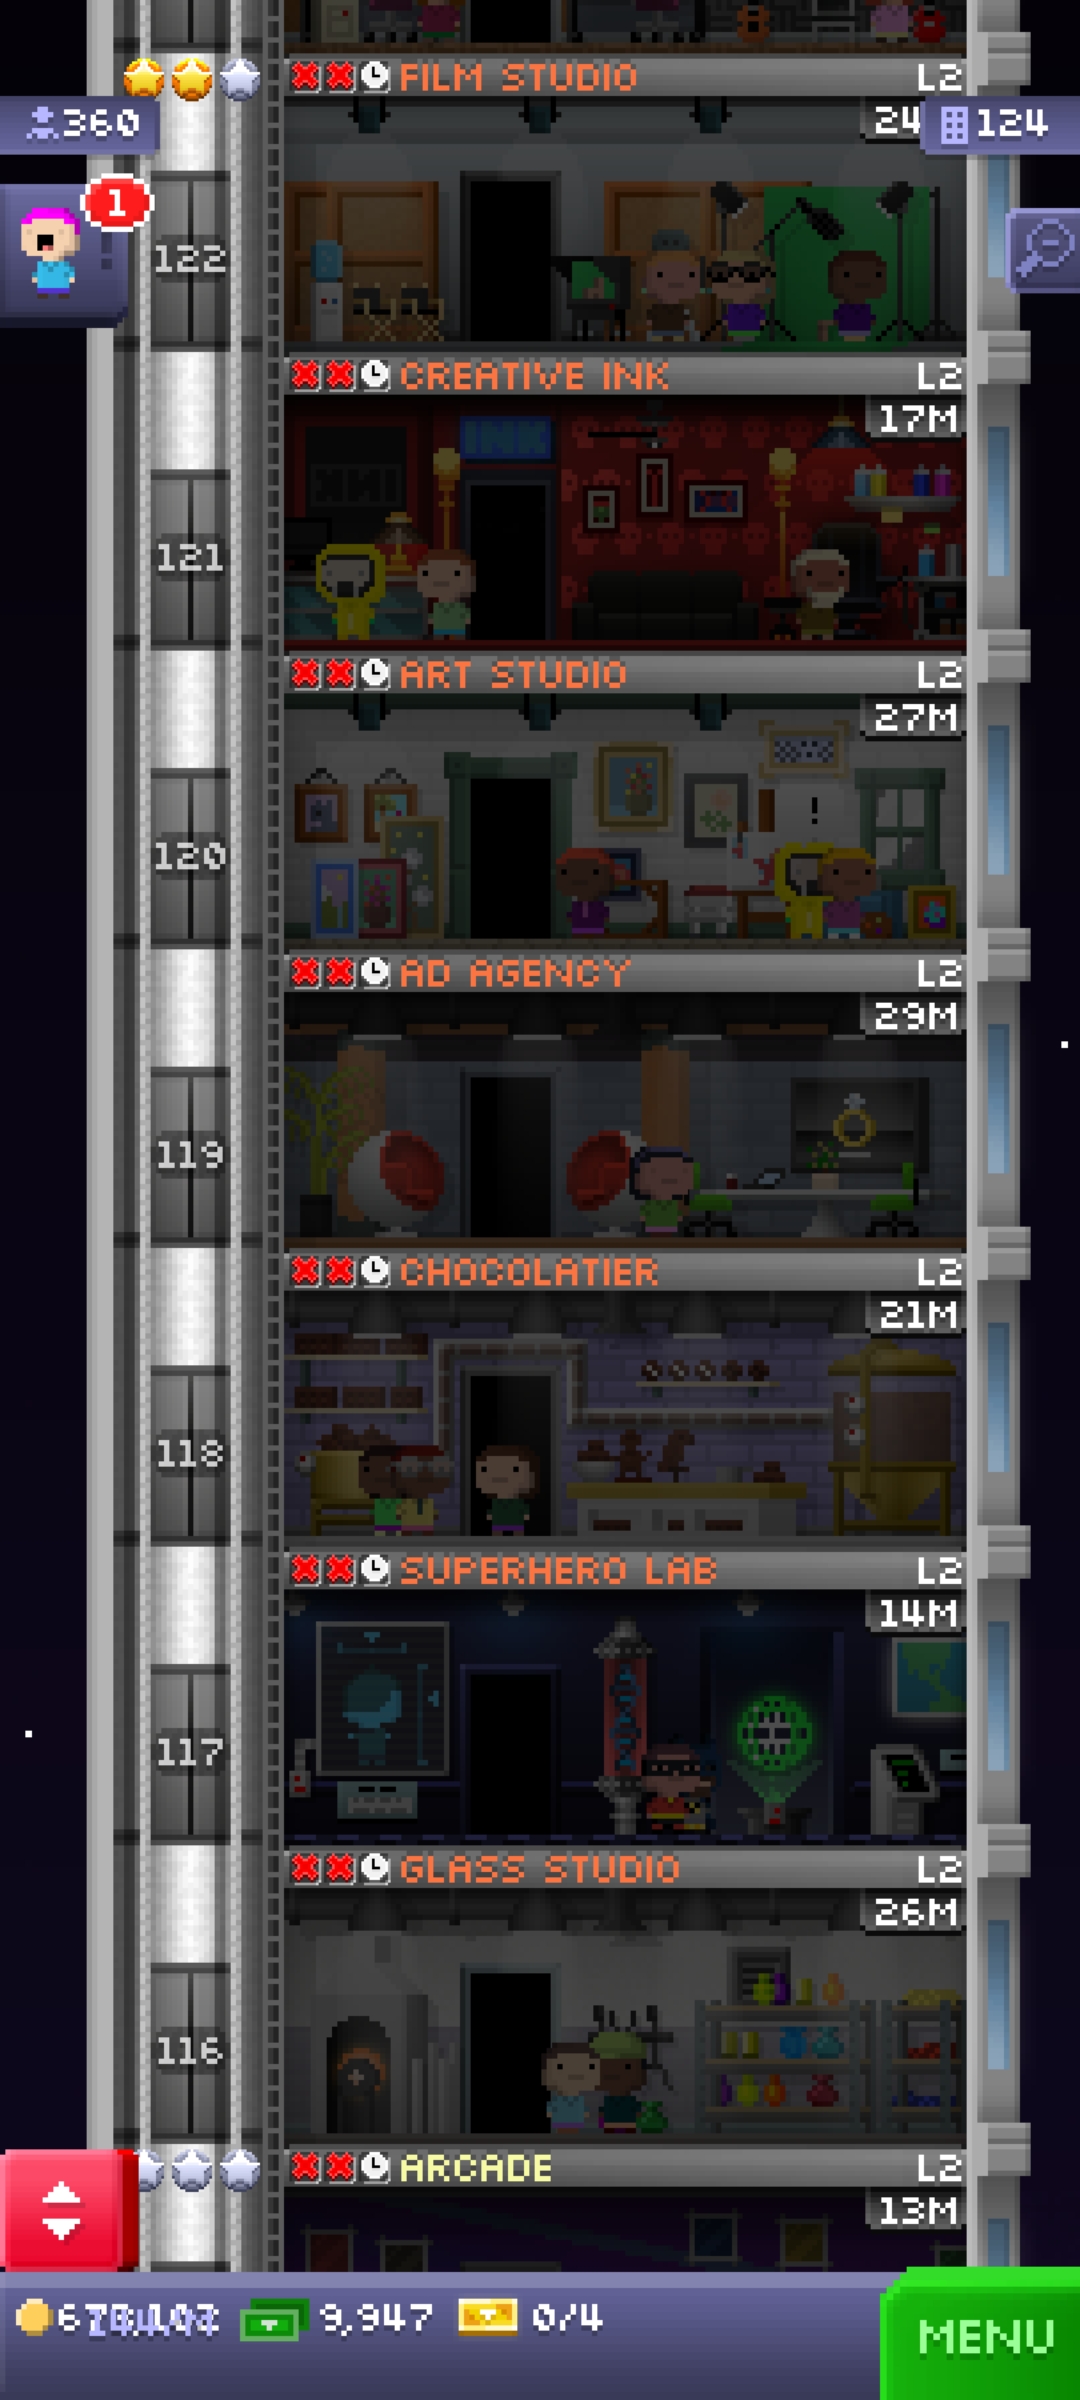 FILM STUDIO L2
360
24
124
1
122
CREATIVE INK L2
17M
INK
121
ART STUDIO L2
27M
!
120
AD AGENCY L2
29M
119
CHOCOLATIER L2
21M
118
SUPERHERO LAB L2
14M
117
GLASS STUDIO L2
26M
116
ARCADE L2
13M
9,947 0/4
MENU